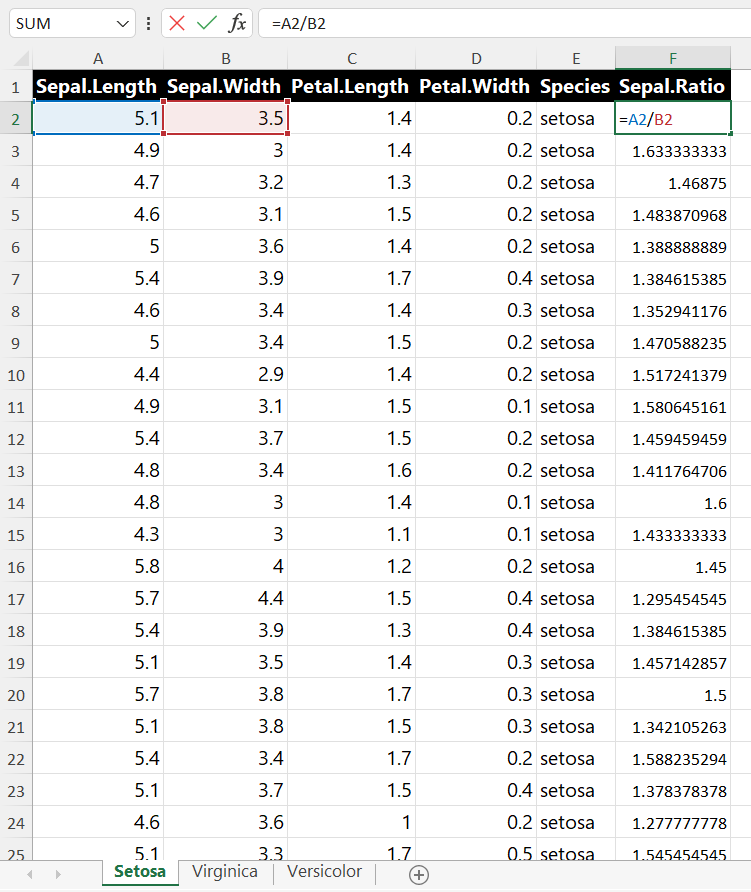 SUM fx =A2/B2
A B C D E F
1 Sepal.Length Sepal.Width Petal.Length Petal.Width Species Sepal.Ratio
2 5.1 3.5 1.4 0.2 setosa =A2/B2
3 4.9 3 1.4 0.2 setosa 1.633333333
4 4.7 3.2 1.3 0.2 setosa 1.46875
5 4.6 3.1 1.5 0.2 setosa 1.483870968
6 5 3.6 1.4 0.2 setosa 1.388888889
7 5.4 3.9 1.7 0.4 setosa 1.384615385
8 4.6 3.4 1.4 0.3 setosa 1.352941176
9 5 3.4 1.5 0.2 setosa 1.470588235
10 4.4 2.9 1.4 0.2 setosa 1.517241379
11 4.9 3.1 1.5 0.1 setosa 1.580645161
12 5.4 3.7 1.5 0.2 setosa 1.459459459
13 4.8 3.4 1.6 0.2 setosa 1.411764706
14 4.8 3 1.4 0.1 setosa 1.6
15 4.3 3 1.1 0.1 setosa 1.433333333
16 5.8 4 1.2 0.2 setosa 1.45
17 5.7 4.4 1.5 0.4 setosa 1.295454545
18 5.4 3.9 1.3 0.4 setosa 1.384615385
19 5.1 3.5 1.4 0.3 setosa 1.457142857
20 5.7 3.8 1.7 0.3 setosa 1.5
21 5.1 3.8 1.5 0.3 setosa 1.342105263
22 5.4 3.4 1.7 0.2 setosa 1.588235294
23 5.1 3.7 1.5 0.4 setosa 1.378378378
24 4.6 3.6 1 0.2 setosa 1.277777778
25 5.1 3.3 1.7 0.5 setosa 1.545454545
Setosa Virginica Versicolor